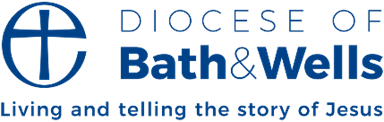 DIOCESE OF
Bath&Wells
Living and telling the story of Jesus